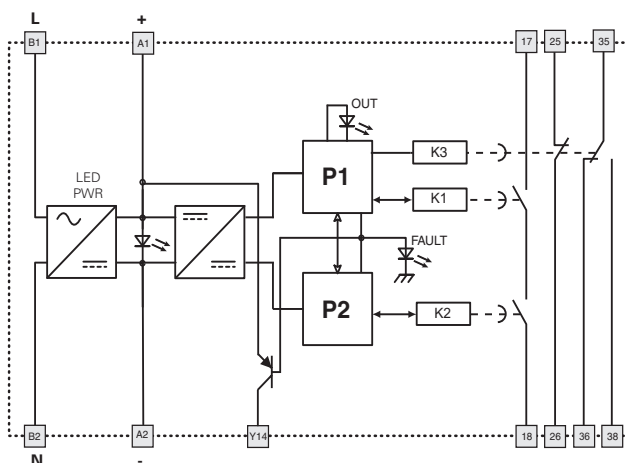 L +
B1 A1 17 25 35
OUT
LED
PWR
P1
K3
K1
FAULT
P2
K2
B2 A2 Y14 18 26 36 38
N -